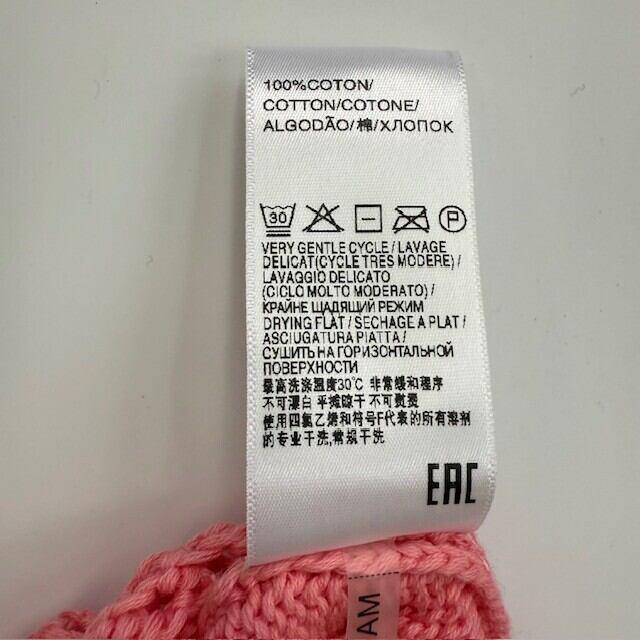 100%COTON/
COTTON/COTONE/
ALGODÃO/棉/ХЛОПОК
30 P
VERY GENTLE CYCLE / LAVAGE
DELICAT(CYCLE TRES MODERE) /
LAVAGGIO DELICATO
(CICLO MOLTO MODERATO) /
КРАЙНЕ ЩАДЯЩИЙ РЕЖИМ
DRYING FLAT / SECHAGE A PLAT /
ASCIUGATURA PIATTA /
СУШИТЬ НА ГОРИЗОНТАЛЬНОЙ
ПОВЕРХНОСТИ
最高洗涤温度30℃ 非常缓和程序
不可漂白 平摊晾干 不可熨烫
使用四氯乙烯和符号F代表的所有溶剂
的专业干洗,常规干洗
EAC
AM